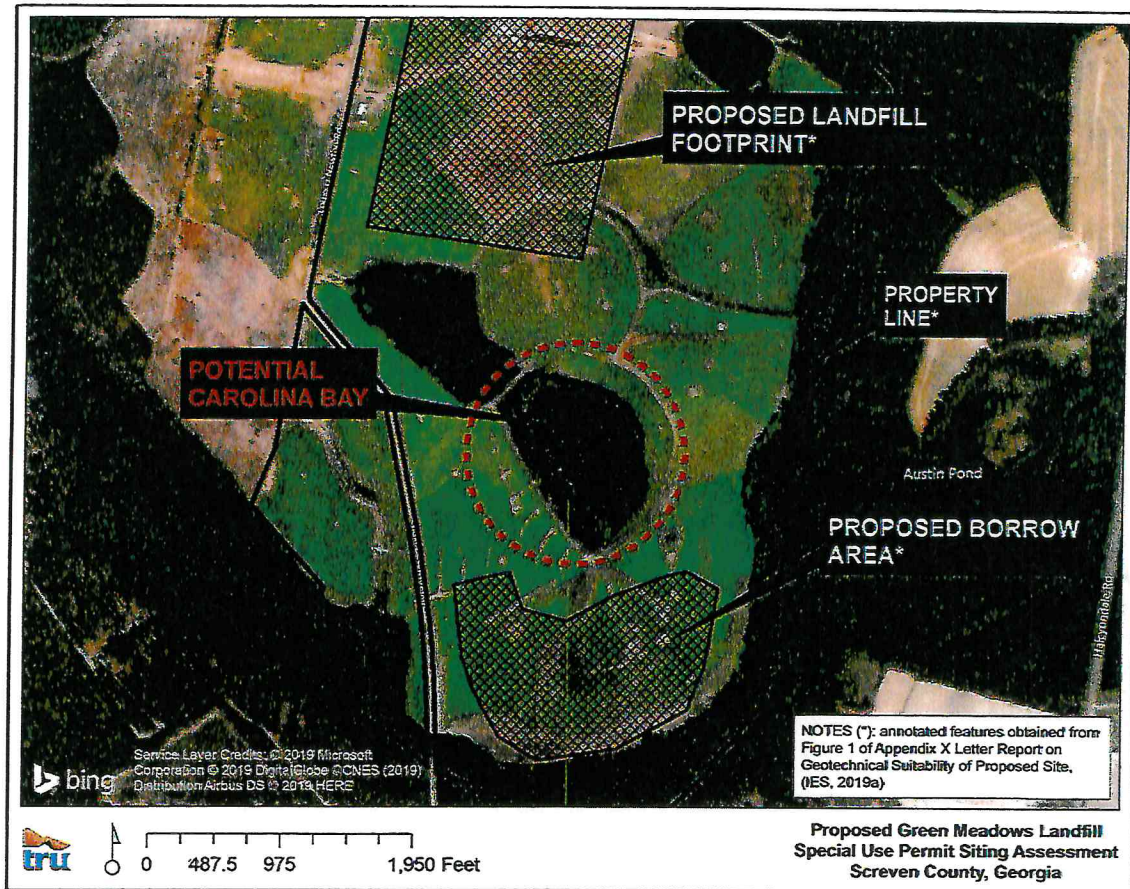 PROPOSED LANDFILL
FOOTPRINT*
PROPERTY
LINE*
POTENTIAL
CAROLINA BAY
Austin Pond
PROPOSED BORROW
AREA*
Halcyondale Rd
NOTES (*): annotated features obtained from
Figure 1 of Appendix X Letter Report on
Geotechnical Suitability of Proposed Site,
(IES, 2019a)
bing
Service Layer Credits: © 2019 Microsoft
Corporation © 2019 DigitalGlobe ©CNES (2019)
Distribution Airbus DS © 2019 HERE
tru
0 487.5 975 1,950 Feet
Proposed Green Meadows Landfill
Special Use Permit Siting Assessment
Screven County, Georgia